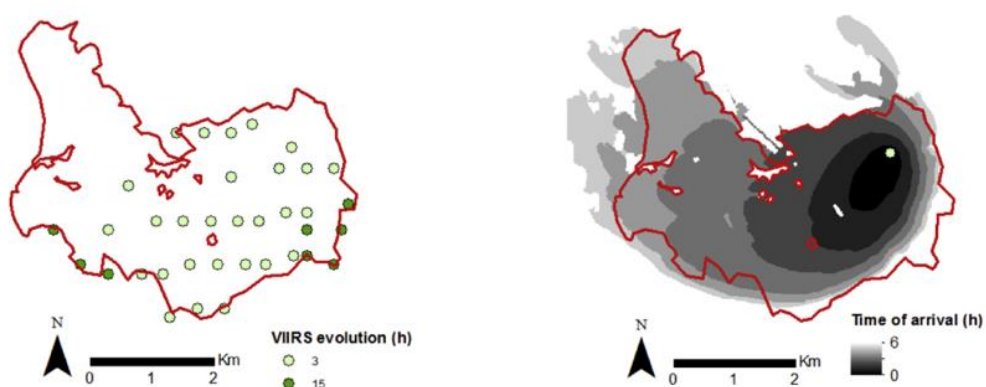 N
VIIRS evolution (h)
3
15
Km
0 1 2
N
Time of arrival (h)
6
0
Km
0 1 2